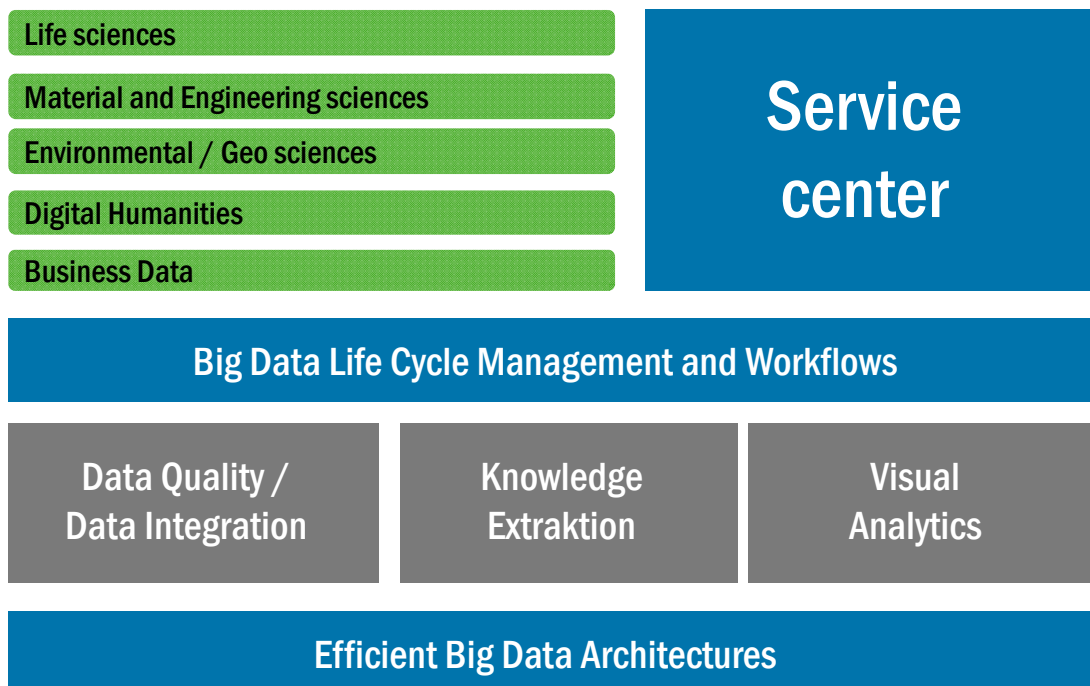 Life sciences
Material and Engineering sciences
Environmental / Geo sciences
Digital Humanities
Business Data
Service
center
Big Data Life Cycle Management and Workflows
Data Quality /
Data Integration
Knowledge
Extraktion
Visual
Analytics
Efficient Big Data Architectures